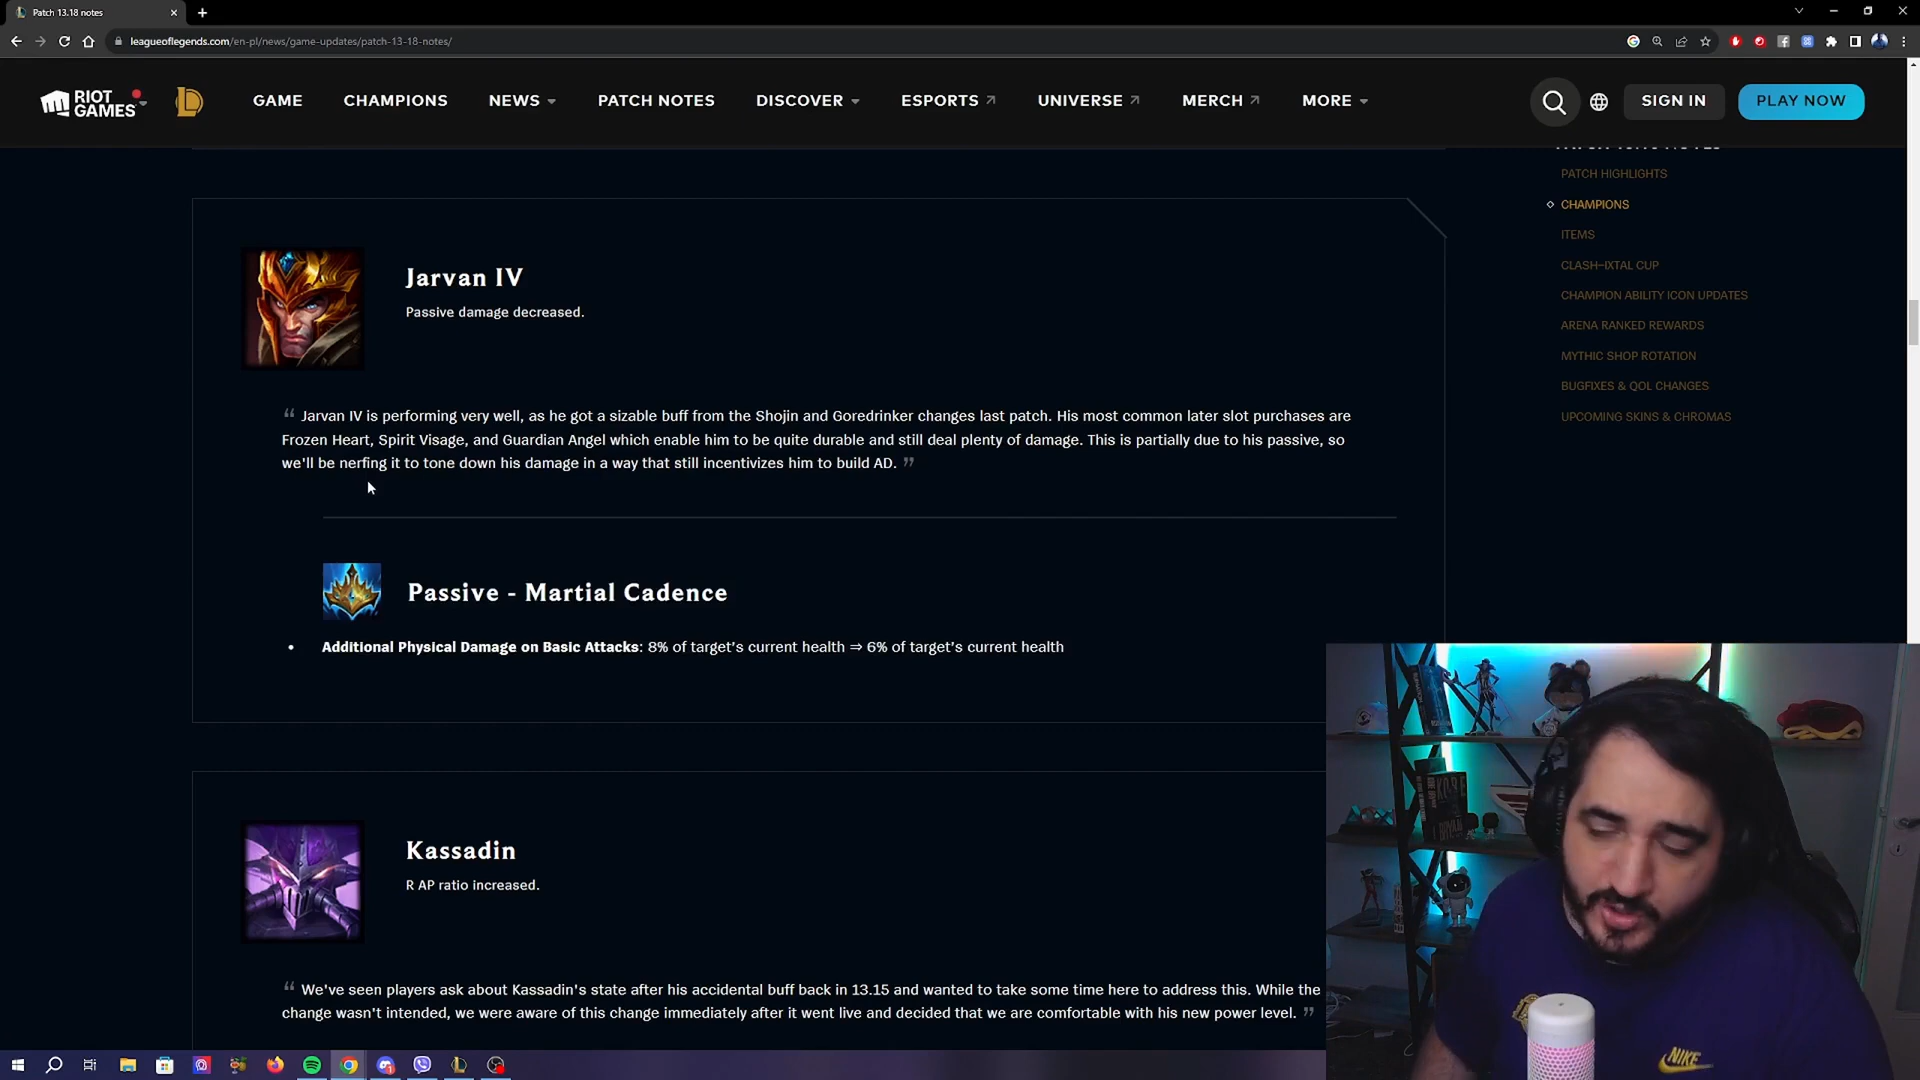 Patch 13.18 notes
leagueoflegends.com/en-pl/news/game-updates/patch-13-18-notes/
RIOT GAMES
GAME CHAMPIONS NEWS PATCH NOTES DISCOVER ESPORTS UNIVERSE MERCH MORE SIGN IN PLAY NOW
PATCH HIGHLIGHTS
CHAMPIONS
ITEMS
CLASH–IXTAL CUP
CHAMPION ABILITY ICON UPDATES
ARENA RANKED REWARDS
MYTHIC SHOP ROTATION
BUGFIXES & QOL CHANGES
UPCOMING SKINS & CHROMAS
Jarvan IV
Passive damage decreased.
“ Jarvan IV is performing very well, as he got a sizable buff from the Shojin and Goredrinker changes last patch. His most common later slot purchases are
Frozen Heart, Spirit Visage, and Guardian Angel which enable him to be quite durable and still deal plenty of damage. This is partially due to his passive, so
we'll be nerfing it to tone down his damage in a way that still incentivizes him to build AD. ”
Passive - Martial Cadence
• Additional Physical Damage on Basic Attacks: 8% of target's current health ⇒ 6% of target's current health
Kassadin
R AP ratio increased.
“ We've seen players ask about Kassadin's state after his accidental buff back in 13.15 and wanted to take some time here to address this. While the
change wasn't intended, we were aware of this change immediately after it went live and decided that we are comfortable with his new power level. ”
NIKE